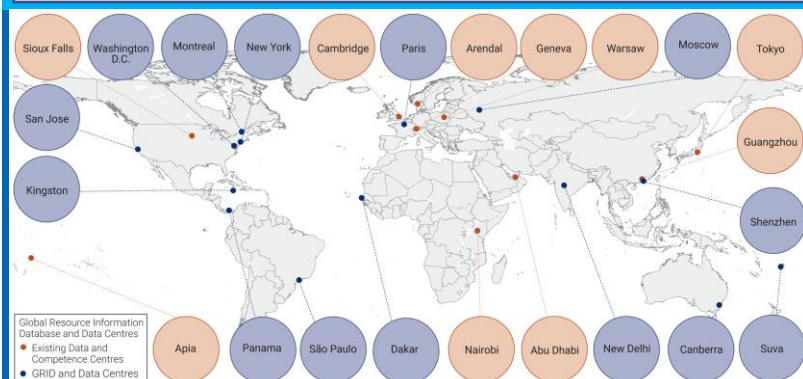 Sioux Falls
Washington
D.C.
Montreal
New York
Cambridge
Paris
Arendal
Geneva
Warsaw
Moscow
Tokyo
San Jose
Guangzhou
Kingston
Shenzhen
Global Resource Information
Database and Data Centres
Existing Data and
Competence Centres
GRID and Data Centres
Apia
Panama
São Paulo
Dakar
Nairobi
Abu Dhabi
New Delhi
Canberra
Suva